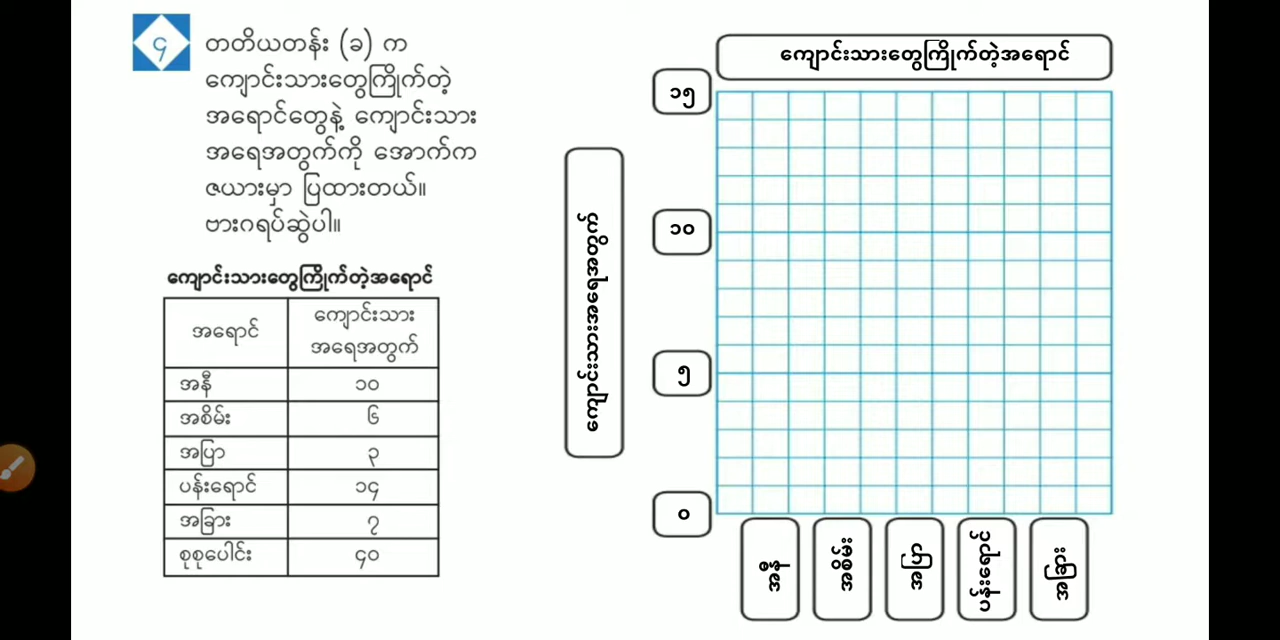 ၄
တတိယတန်း (ခ) က
ကျောင်းသားတွေကြိုက်တဲ့
အရောင်တွေနဲ့ ကျောင်းသား
အရေအတွက်ကို အောက်က
ဇယားမှာ ပြထားတယ်။
ဗားဂရပ်ဆွဲပါ။
ကျောင်းသားတွေကြိုက်တဲ့အရောင်
အရောင် ကျောင်းသား အရေအတွက်
အနီ ၁၀
အစိမ်း ၆
အပြာ ၃
ပန်းရောင် ၁၄
အခြား ၇
စုစုပေါင်း ၄၀
ကျောင်းသားတွေကြိုက်တဲ့အရောင်
ကျောင်းသားအရေအတွက်
၁၅
၁၀
၅
၀
အနီ
အစိမ်း
အပြာ
ပန်းရောင်
အခြား